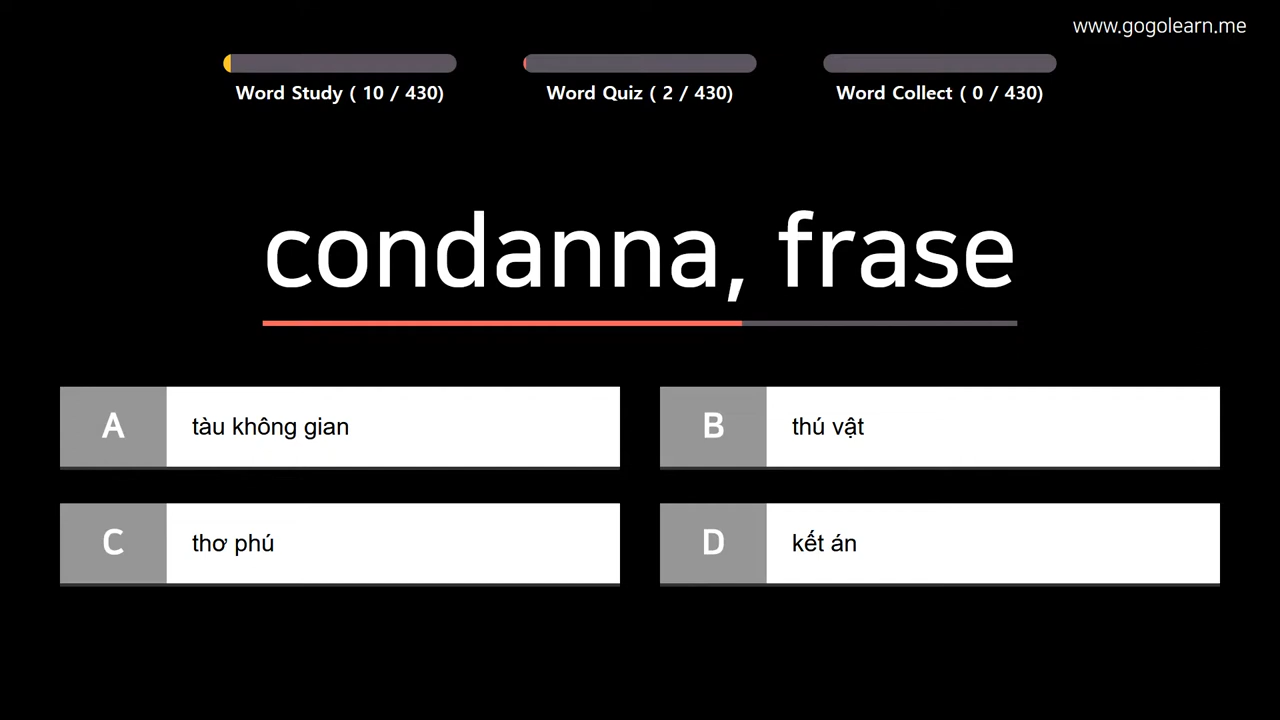 www.gogolearn.me
Word Study ( 10 / 430)
Word Quiz ( 2 / 430)
Word Collect ( 0 / 430)
condanna, frase
A tàu không gian
B thú vật
C thơ phú
D kết án